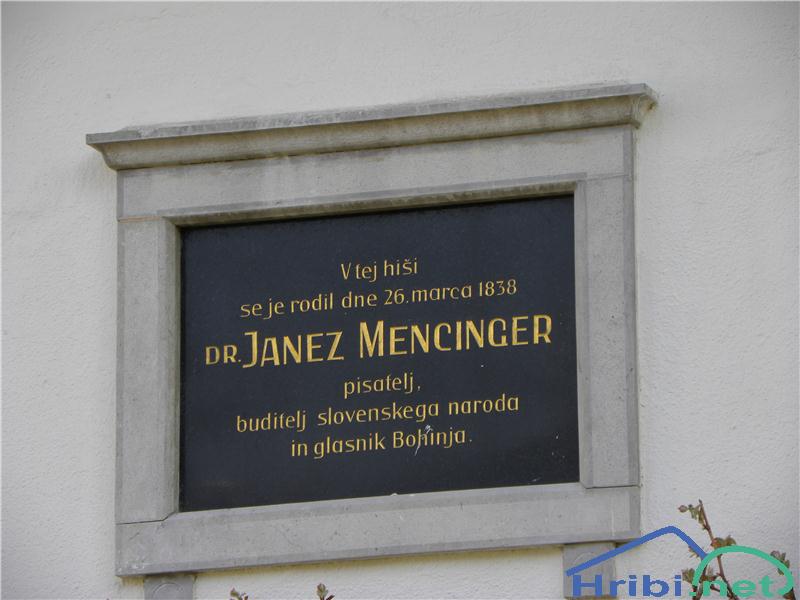 V tej hiši
se je rodil dne 26. marca 1838
DR. JANEZ MENCINGER
pisatelj,
buditelj slovenskega naroda
in glasnik Bohinja.
Hribi.net